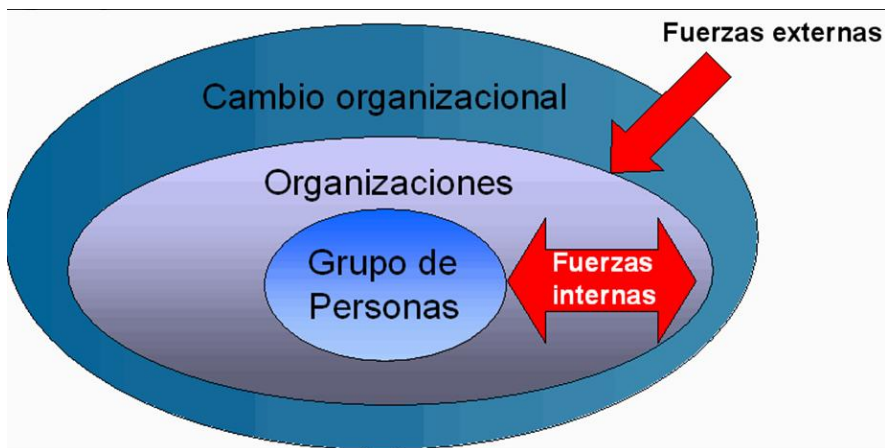 Fuerzas externas
Cambio organizacional
Organizaciones
Grupo de
Personas
Fuerzas
internas